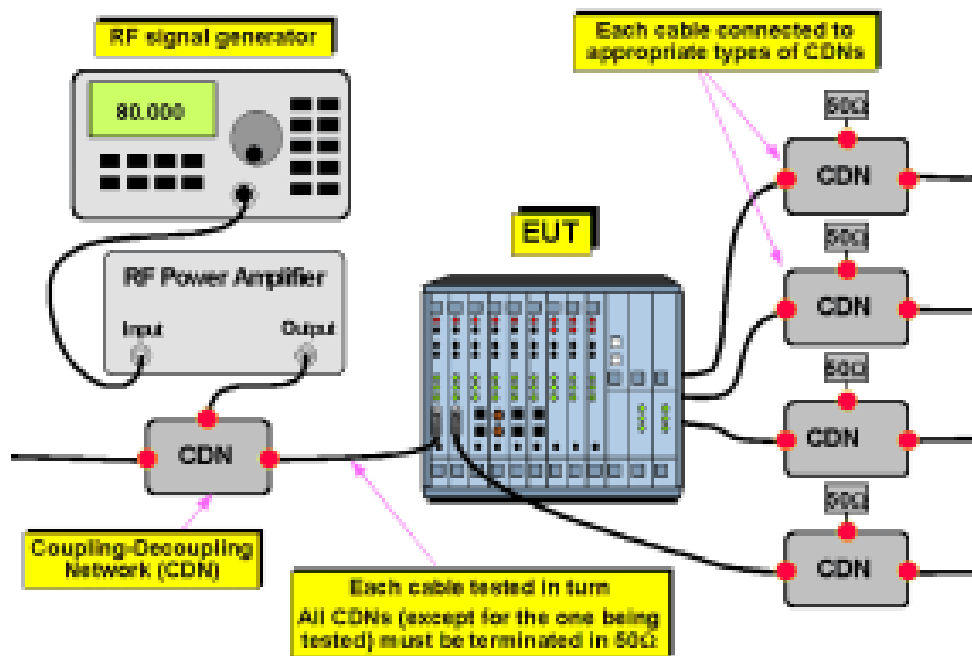 RF signal generator
80.000
RF Power Amplifier
Input
Output
CDN
Coupling-Decoupling
Network (CDN)
EUT
Each cable tested in turn
All CDNs (except for the one being
tested) must be terminated in 50Ω
Each cable connected to
appropriate types of CDNs
50Ω
CDN
50Ω
CDN
50Ω
CDN
50Ω
CDN